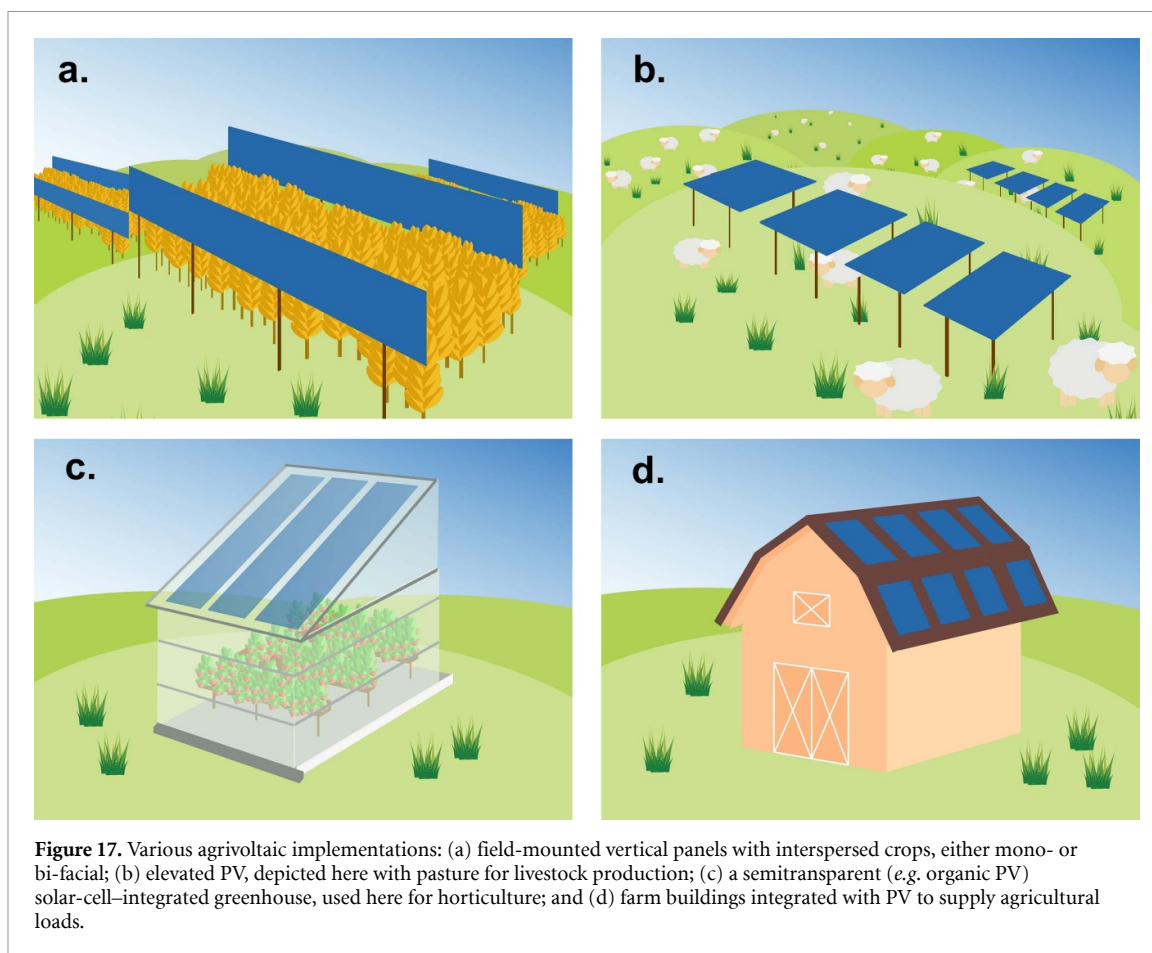 a.
b.
c.
d.
Figure 17. Various agrivoltaic implementations: (a) field-mounted vertical panels with interspersed crops, either mono- or
bi-facial; (b) elevated PV, depicted here with pasture for livestock production; (c) a semitransparent (e.g. organic PV)
solar-cell–integrated greenhouse, used here for horticulture; and (d) farm buildings integrated with PV to supply agricultural
loads.